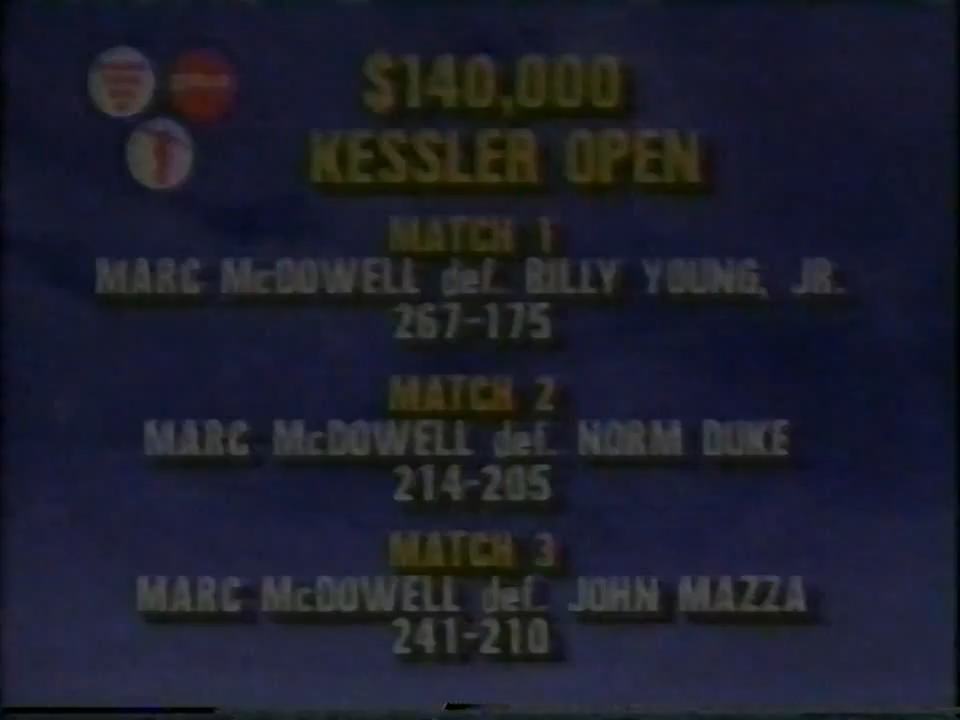 $140,000
KESSLER OPEN
MATCH 1
MARC McDOWELL def. BILLY YOUNG, JR.
267-175
MATCH 2
MARC McDOWELL def. NORM DUKE
214-205
MATCH 3
MARC McDOWELL def. JOHN MAZZA
241-210